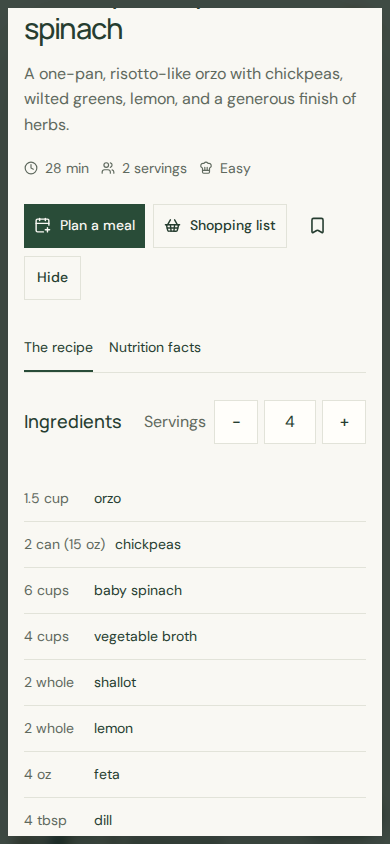 spinach
A one-pan, risotto-like orzo with chickpeas,
wilted greens, lemon, and a generous finish of
herbs.
28 min 2 servings Easy
Plan a meal Shopping list
Hide
The recipe Nutrition facts
Ingredients Servings - 4 +
1.5 cup orzo
2 can (15 oz) chickpeas
6 cups baby spinach
4 cups vegetable broth
2 whole shallot
2 whole lemon
4 oz feta
4 tbsp dill